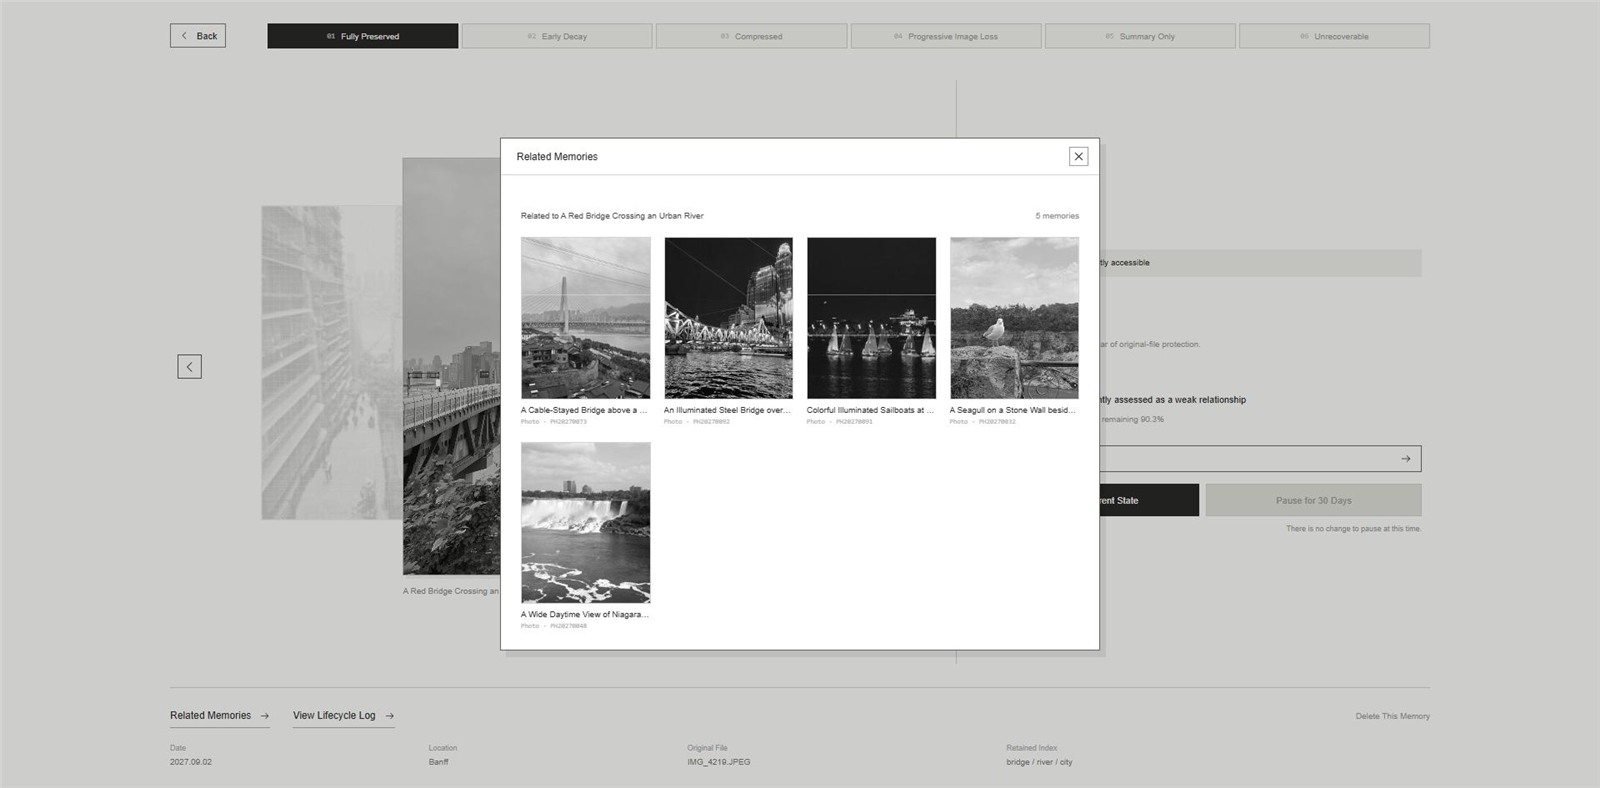 Back
01 Fully Preserved
02 Early Decay
03 Compressed
04 Progressive Image Loss
05 Summary Only
06 Unrecoverable
Related Memories
Related to A Red Bridge Crossing an Urban River
5 memories
A Cable-Stayed Bridge above a ...
Photo - PH20270073
An Illuminated Steel Bridge over...
Photo - PH20270092
Colorful Illuminated Sailboats at ...
Photo - PH20270091
A Seagull on a Stone Wall besid...
Photo - PH20270032
A Wide Daytime View of Niagara...
Photo - PH20270040
tly accessible
ar of original-file protection.
ntly assessed as a weak relationship
remaining 90.3%
rent State
Pause for 30 Days
There is no change to pause at this time.
A Red Bridge Crossing an
Related Memories
View Lifecycle Log
Delete This Memory
Date
2027.09.02
Location
Banff
Original File
IMG_4219.JPEG
Retained Index
bridge / river / city